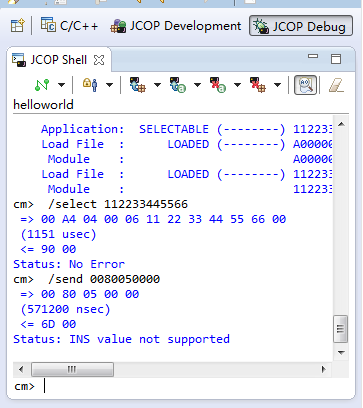 C/C++ JCOP Development JCOP Debug
JCOP Shell
helloworld
Application: SELECTABLE (--------) 112233
Load File : LOADED (--------) A00000
Module : A00000
Load File : LOADED (--------) 112233
Module : 112233
cm> /select 112233445566
=> 00 A4 04 00 06 11 22 33 44 55 66 00
(1151 usec)
<= 90 00
Status: No Error
cm> /send 0080050000
=> 00 80 05 00 00
(571200 nsec)
<= 6D 00
Status: INS value not supported
cm>